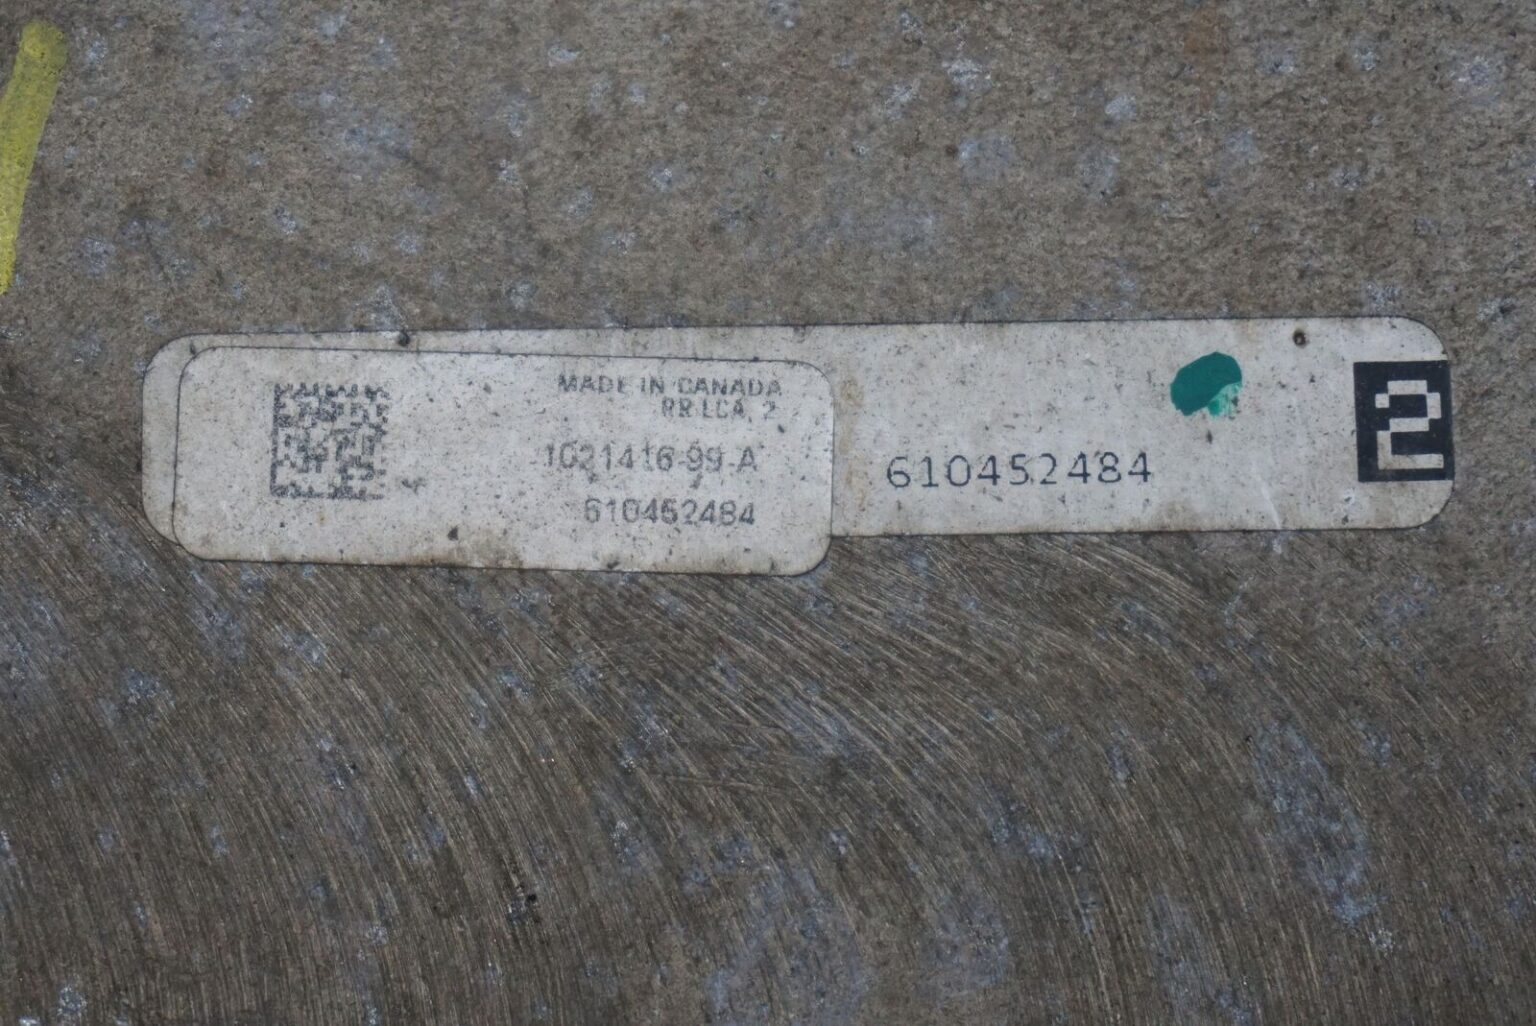 MADE IN CANADA
RR LCA, 2
1021416-99-A
610452484
610452484
2